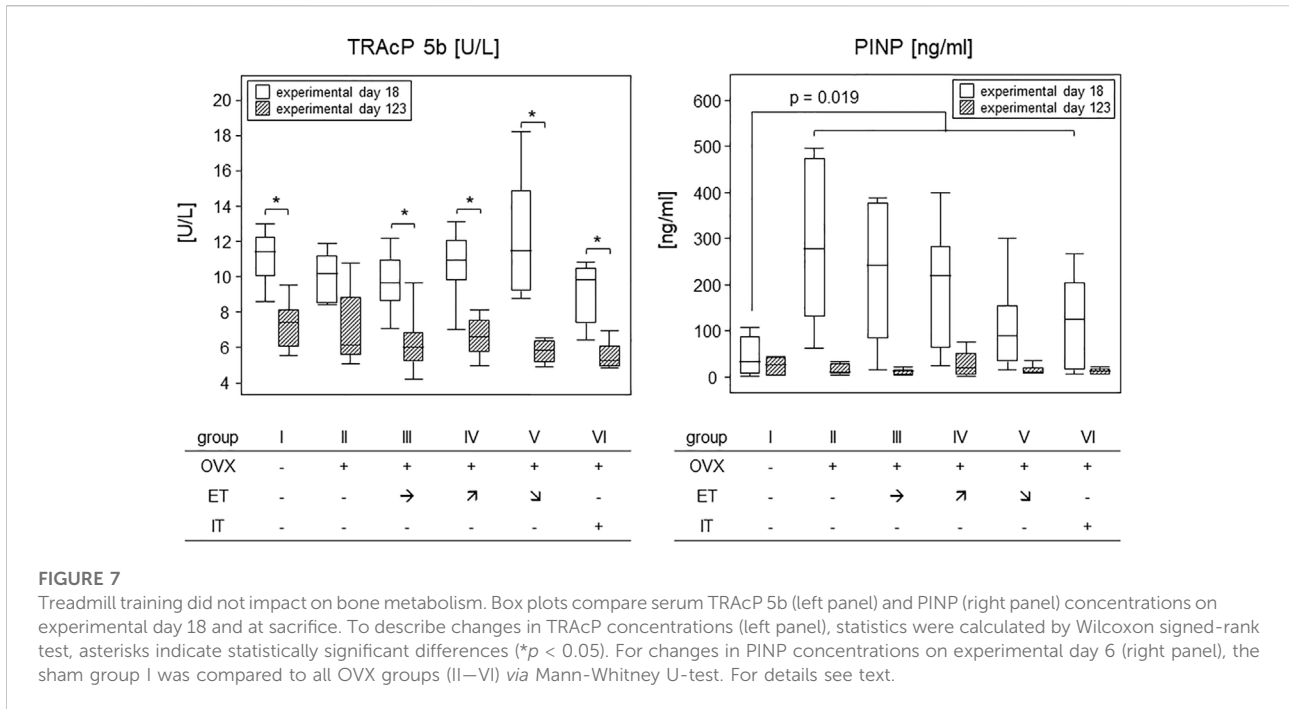 TRAcP 5b [U/L]
experimental day 18
experimental day 123
[U/L]
20
18
16
14
12
10
8
6
4
*
*
*
*
*
group I II III IV V VI
OVX - + + + + +
ET - - → ↗ ↘ -
IT - - - - - +
PINP [ng/ml]
experimental day 18
experimental day 123
p = 0.019
[ng/ml]
600
500
400
300
200
100
0
group I II III IV V VI
OVX - + + + + +
ET - - → ↗ ↘ -
IT - - - - - +
FIGURE 7
Treadmill training did not impact on bone metabolism. Box plots compare serum TRAcP 5b (left panel) and PINP (right panel) concentrations on
experimental day 18 and at sacrifice. To describe changes in TRAcP concentrations (left panel), statistics were calculated by Wilcoxon signed-rank
test, asterisks indicate statistically significant differences (*p < 0.05). For changes in PINP concentrations on experimental day 6 (right panel), the
sham group I was compared to all OVX groups (II—VI) via Mann-Whitney U-test. For details see text.